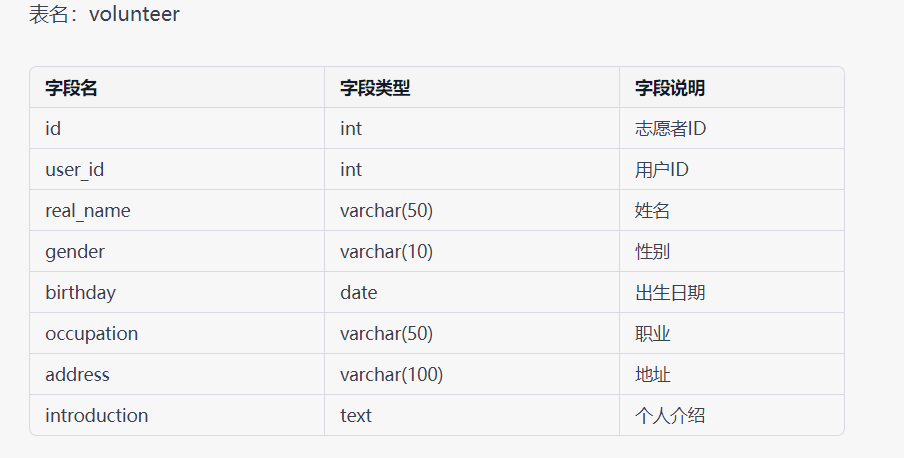 表名：volunteer
字段名 字段类型 字段说明
id int 志愿者ID
user_id int 用户ID
real_name varchar(50) 姓名
gender varchar(10) 性别
birthday date 出生日期
occupation varchar(50) 职业
address varchar(100) 地址
introduction text 个人介绍